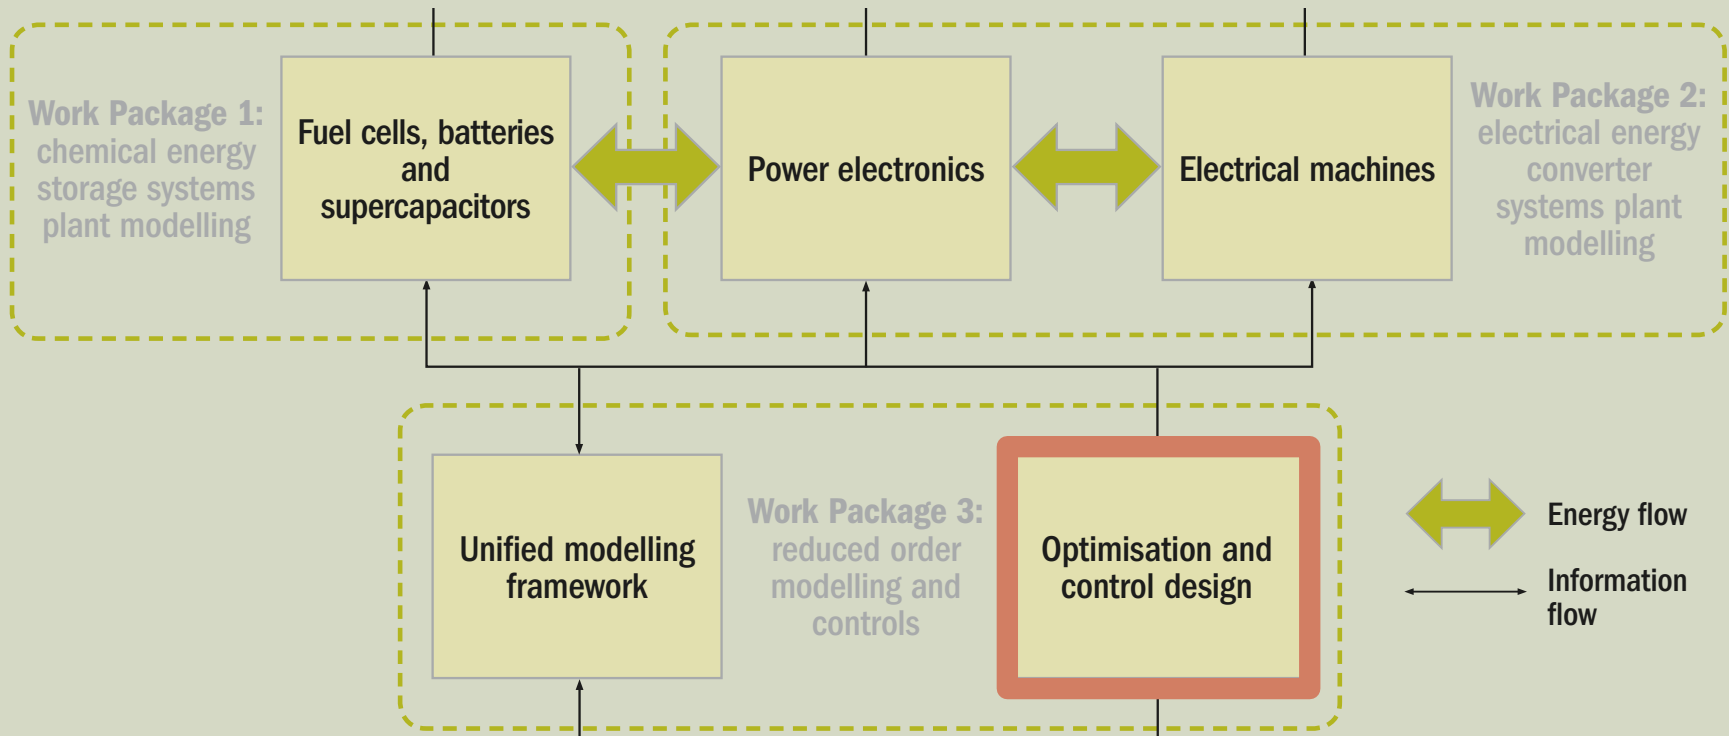 Work Package 1:
chemical energy
storage systems
plant modelling
Fuel cells, batteries
and
supercapacitors
Power electronics
Electrical machines
Work Package 2:
electrical energy
converter
systems plant
modelling
Unified modelling
framework
Work Package 3:
reduced order
modelling and
controls
Optimisation and
control design
Energy flow
Information
flow